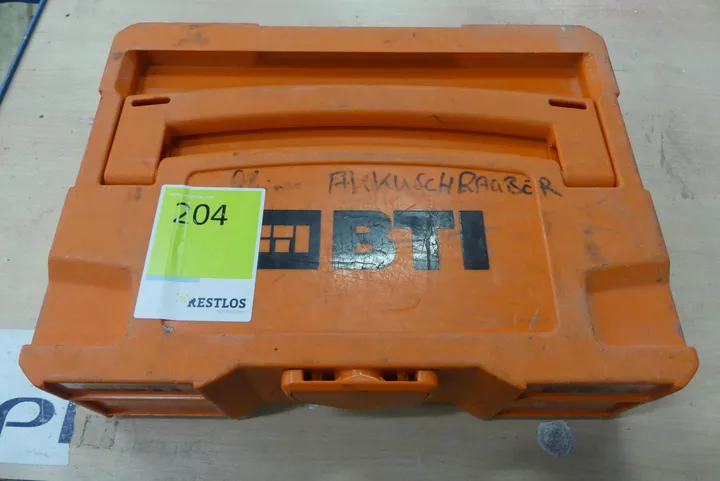 AKKUSCHRAUBER
204
BTI
RESTLOS